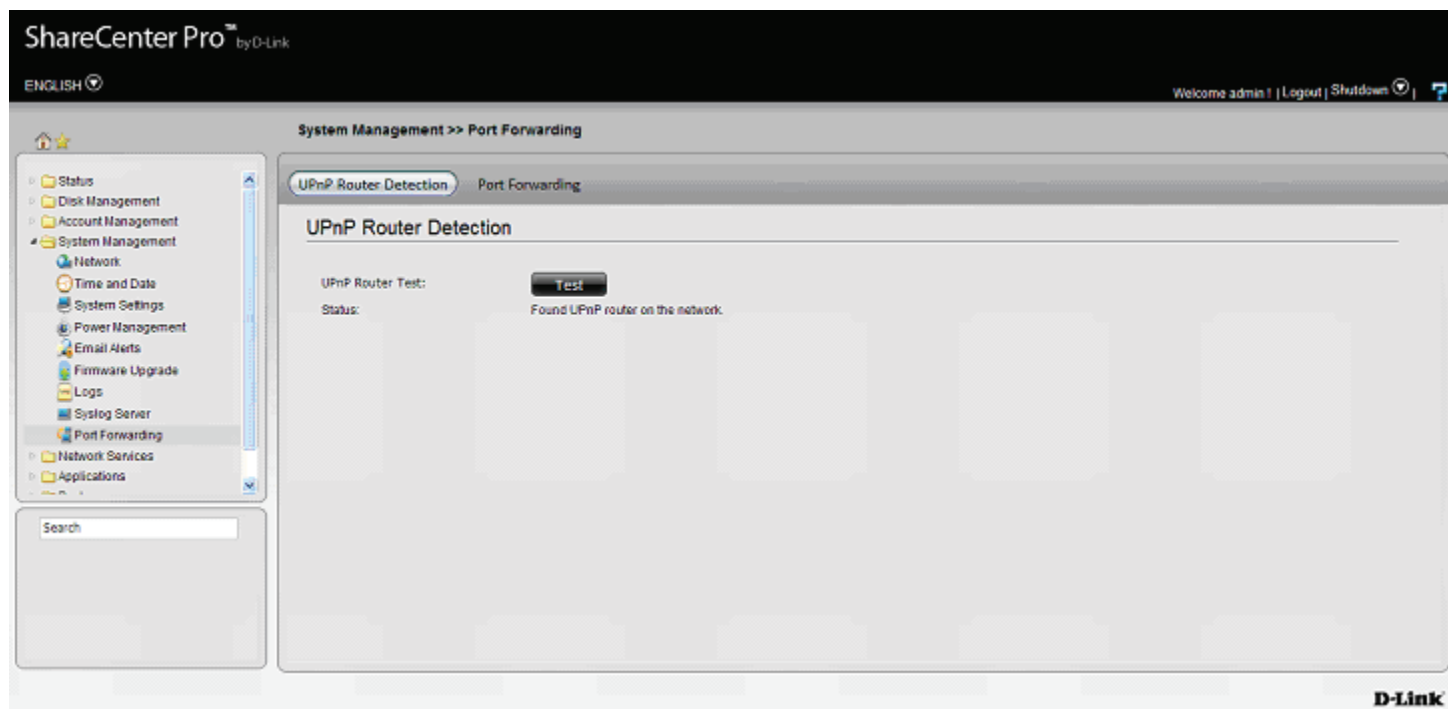 ShareCenter Pro™ by D-Link
ENGLISH
Welcome admin ! | Logout | Shutdown | ?
System Management >> Port Forwarding
Status
Disk Management
Account Management
System Management
Network
Time and Date
System Settings
Power Management
Email Alerts
Firmware Upgrade
Logs
Syslog Server
Port Forwarding
Network Services
Applications
Search
UPnP Router Detection Port Forwarding
UPnP Router Detection
UPnP Router Test: Test
Status: Found UPnP router on the network.
D-Link